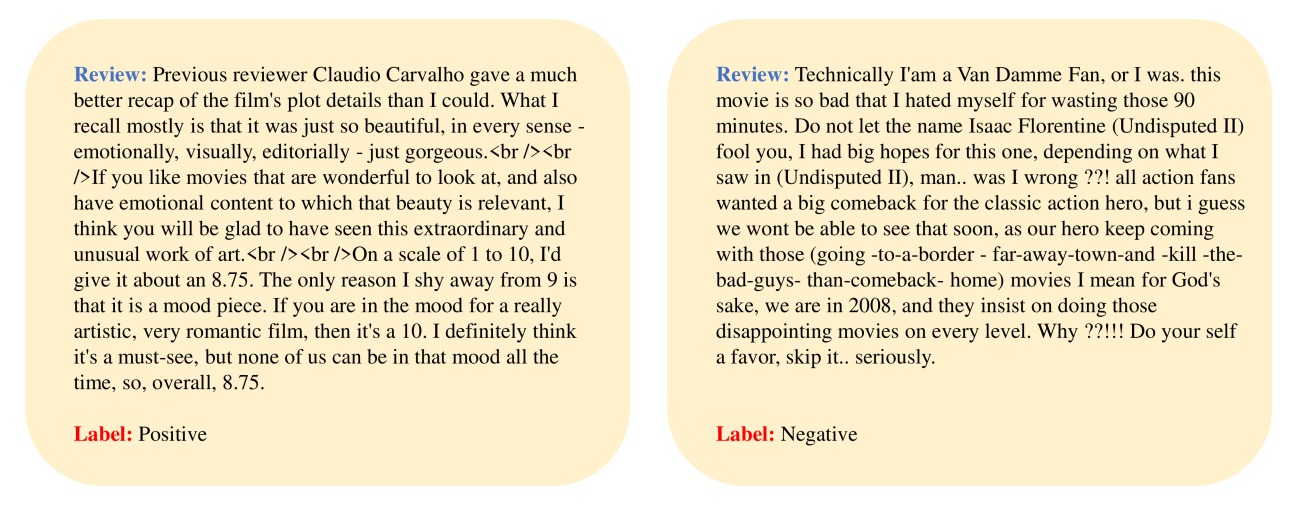 Review: Previous reviewer Claudio Carvalho gave a much
better recap of the film's plot details than I could. What I
recall mostly is that it was just so beautiful, in every sense -
emotionally, visually, editorially - just gorgeous.<br /><br
/>If you like movies that are wonderful to look at, and also
have emotional content to which that beauty is relevant, I
think you will be glad to have seen this extraordinary and
unusual work of art.<br /><br />On a scale of 1 to 10, I'd
give it about an 8.75. The only reason I shy away from 9 is
that it is a mood piece. If you are in the mood for a really
artistic, very romantic film, then it's a 10. I definitely think
it's a must-see, but none of us can be in that mood all the
time, so, overall, 8.75.
Label: Positive
Review: Technically I'am a Van Damme Fan, or I was. this
movie is so bad that I hated myself for wasting those 90
minutes. Do not let the name Isaac Florentine (Undisputed II)
fool you, I had big hopes for this one, depending on what I
saw in (Undisputed II), man.. was I wrong ??! all action fans
wanted a big comeback for the classic action hero, but i guess
we wont be able to see that soon, as our hero keep coming
with those (going -to-a-border - far-away-town-and -kill -the-
bad-guys- than-comeback- home) movies I mean for God's
sake, we are in 2008, and they insist on doing those
disappointing movies on every level. Why ??!!! Do your self
a favor, skip it.. seriously.
Label: Negative